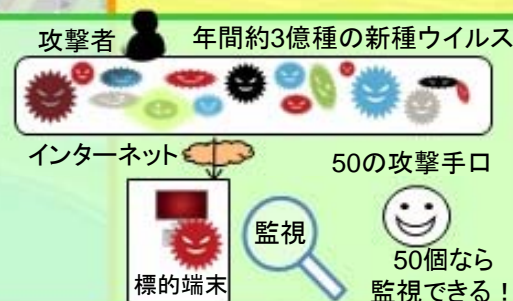 攻撃者
年間約3億種の新種ウイルス
インターネット
50の攻撃手口
監視
標的端末
50個なら
監視できる！